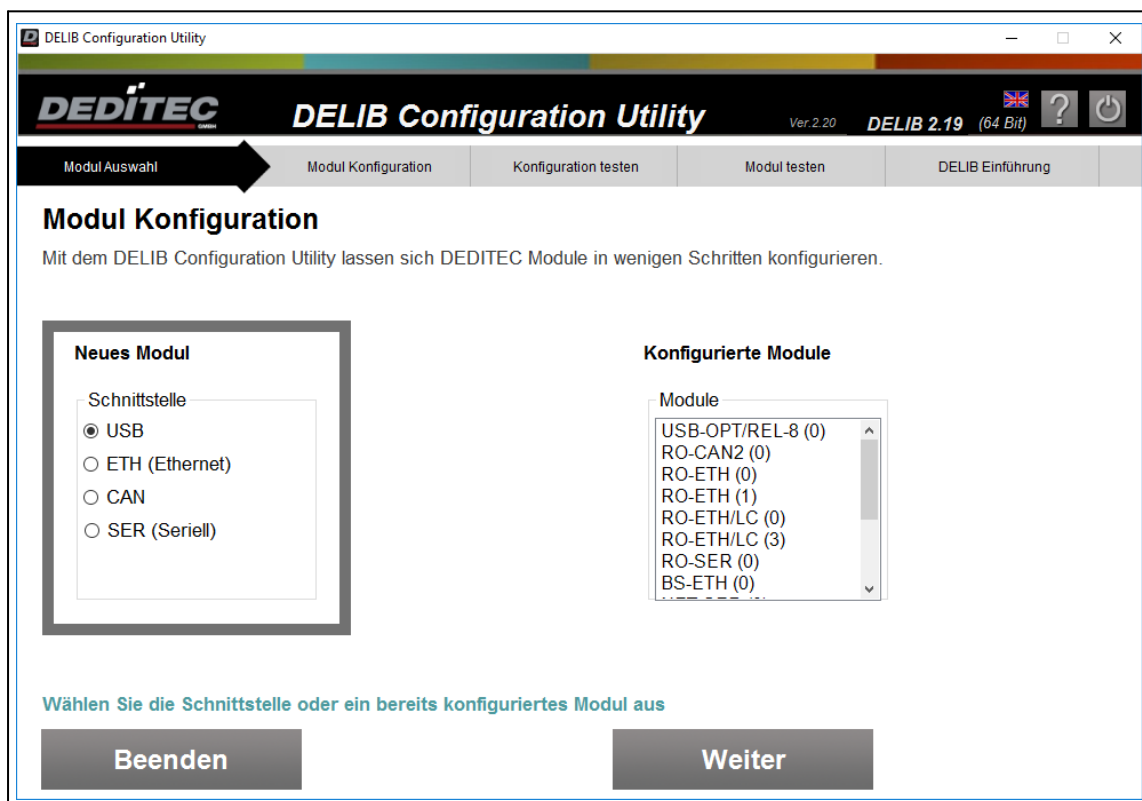 DELIB Configuration Utility
DEDITEC
GMBH
DELIB Configuration Utility
Ver.2.20
DELIB 2.19 (64 Bit)
?
Modul Auswahl
Modul Konfiguration
Konfiguration testen
Modul testen
DELIB Einführung
Modul Konfiguration
Mit dem DELIB Configuration Utility lassen sich DEDITEC Module in wenigen Schritten konfigurieren.
Neues Modul
Schnittstelle
USB
ETH (Ethernet)
CAN
SER (Seriell)
Konfigurierte Module
Module
USB-OPT/REL-8 (0)
RO-CAN2 (0)
RO-ETH (0)
RO-ETH (1)
RO-ETH/LC (0)
RO-ETH/LC (3)
RO-SER (0)
BS-ETH (0)
Wählen Sie die Schnittstelle oder ein bereits konfiguriertes Modul aus
Beenden
Weiter